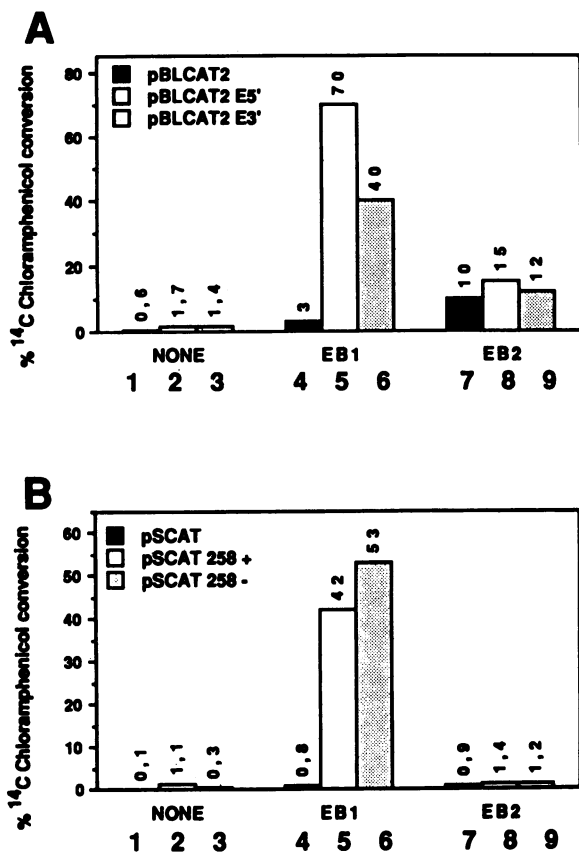 A
% ¹⁴C Chloramphenicol conversion
80
60
40
20
0
pBLCAT2
pBLCAT2 E5'
pBLCAT2 E3'
0,6
1,7
1,4
3
70
40
10
15
12
NONE EB1 EB2
1 2 3 4 5 6 7 8 9
B
% ¹⁴C Chloramphenicol conversion
60
50
40
30
20
10
0
pSCAT
pSCAT 258 +
pSCAT 258 -
0,1
1,1
0,3
0,8
42
53
0,9
1,4
1,2
NONE EB1 EB2
1 2 3 4 5 6 7 8 9